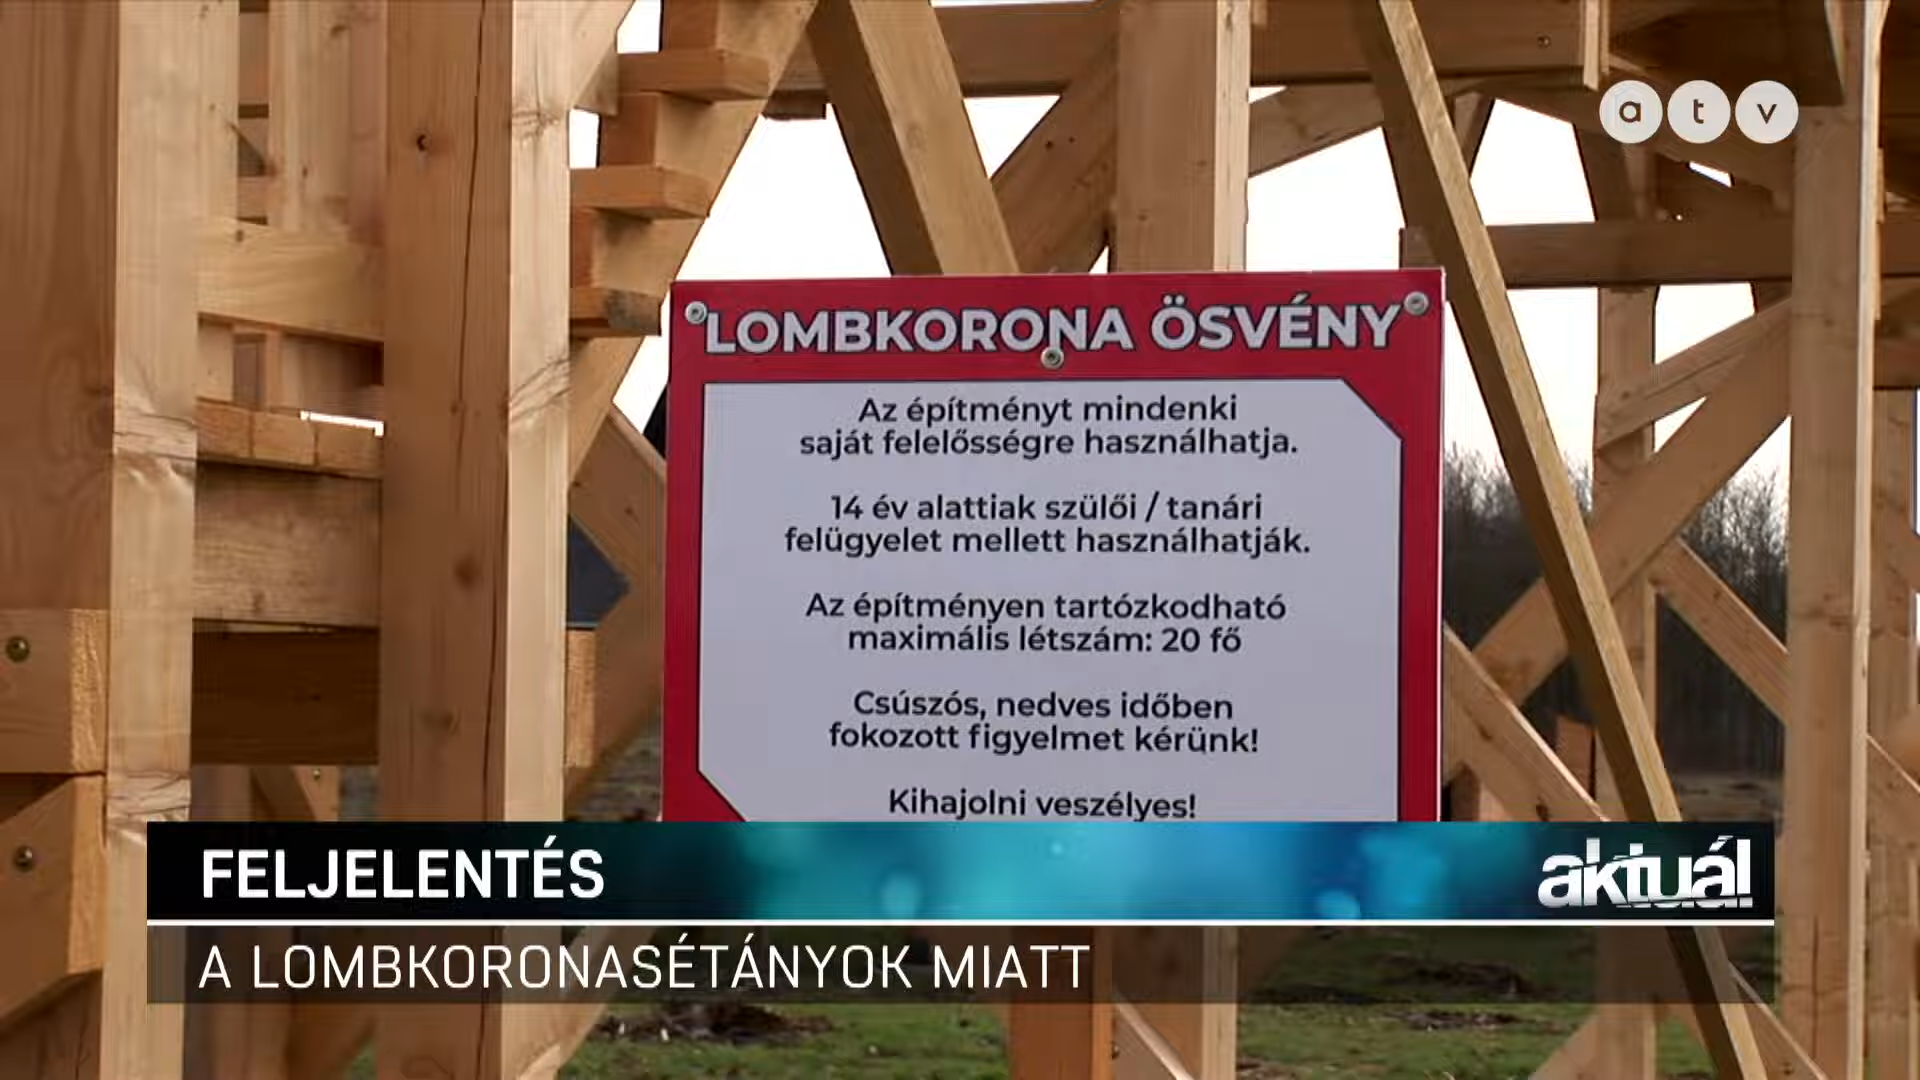 atv
LOMBKORONA ÖSVÉNY
Az építményt mindenki
saját felelősségre használhatja.
14 év alattiak szülői / tanári
felügyelet mellett használhatják.
Az építményen tartózkodható
maximális létszám: 20 fő
Csúszós, nedves időben
fokozott figyelmet kérünk!
Kihajolni veszélyes!
FELJELENTÉS
aktuál
A LOMBKORONASÉTÁNYOK MIATT